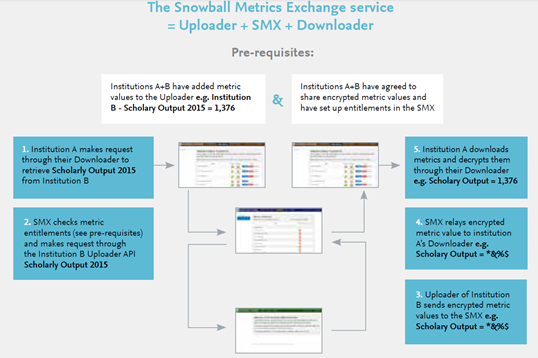 The Snowball Metrics Exchange service
= Uploader + SMX + Downloader
Pre-requisites:
Institutions A+B have added metric
values to the Uploader e.g. Institution
B - Scholarly Output 2015 = 1,376
&
Institutions A+B have agreed to
share encrypted metric values and
have set up entitlements in the SMX
1. Institution A makes request
through their Downloader to
retrieve Scholarly Output 2015
from Institution B
2. SMX checks metric
entitlements (see pre-requisites)
and makes request through
the Institution B Uploader API
Scholarly Output 2015
5. Institution A downloads
metrics and decrypts them
through their Downloader
e.g. Scholarly Output = 1,376
4. SMX relays encrypted
metric value to institution
A's Downloader e.g.
Scholarly Output = *&%$
3. Uploader of Institution
B sends encrypted metric
values to the SMX e.g.
Scholarly Output = *&%$